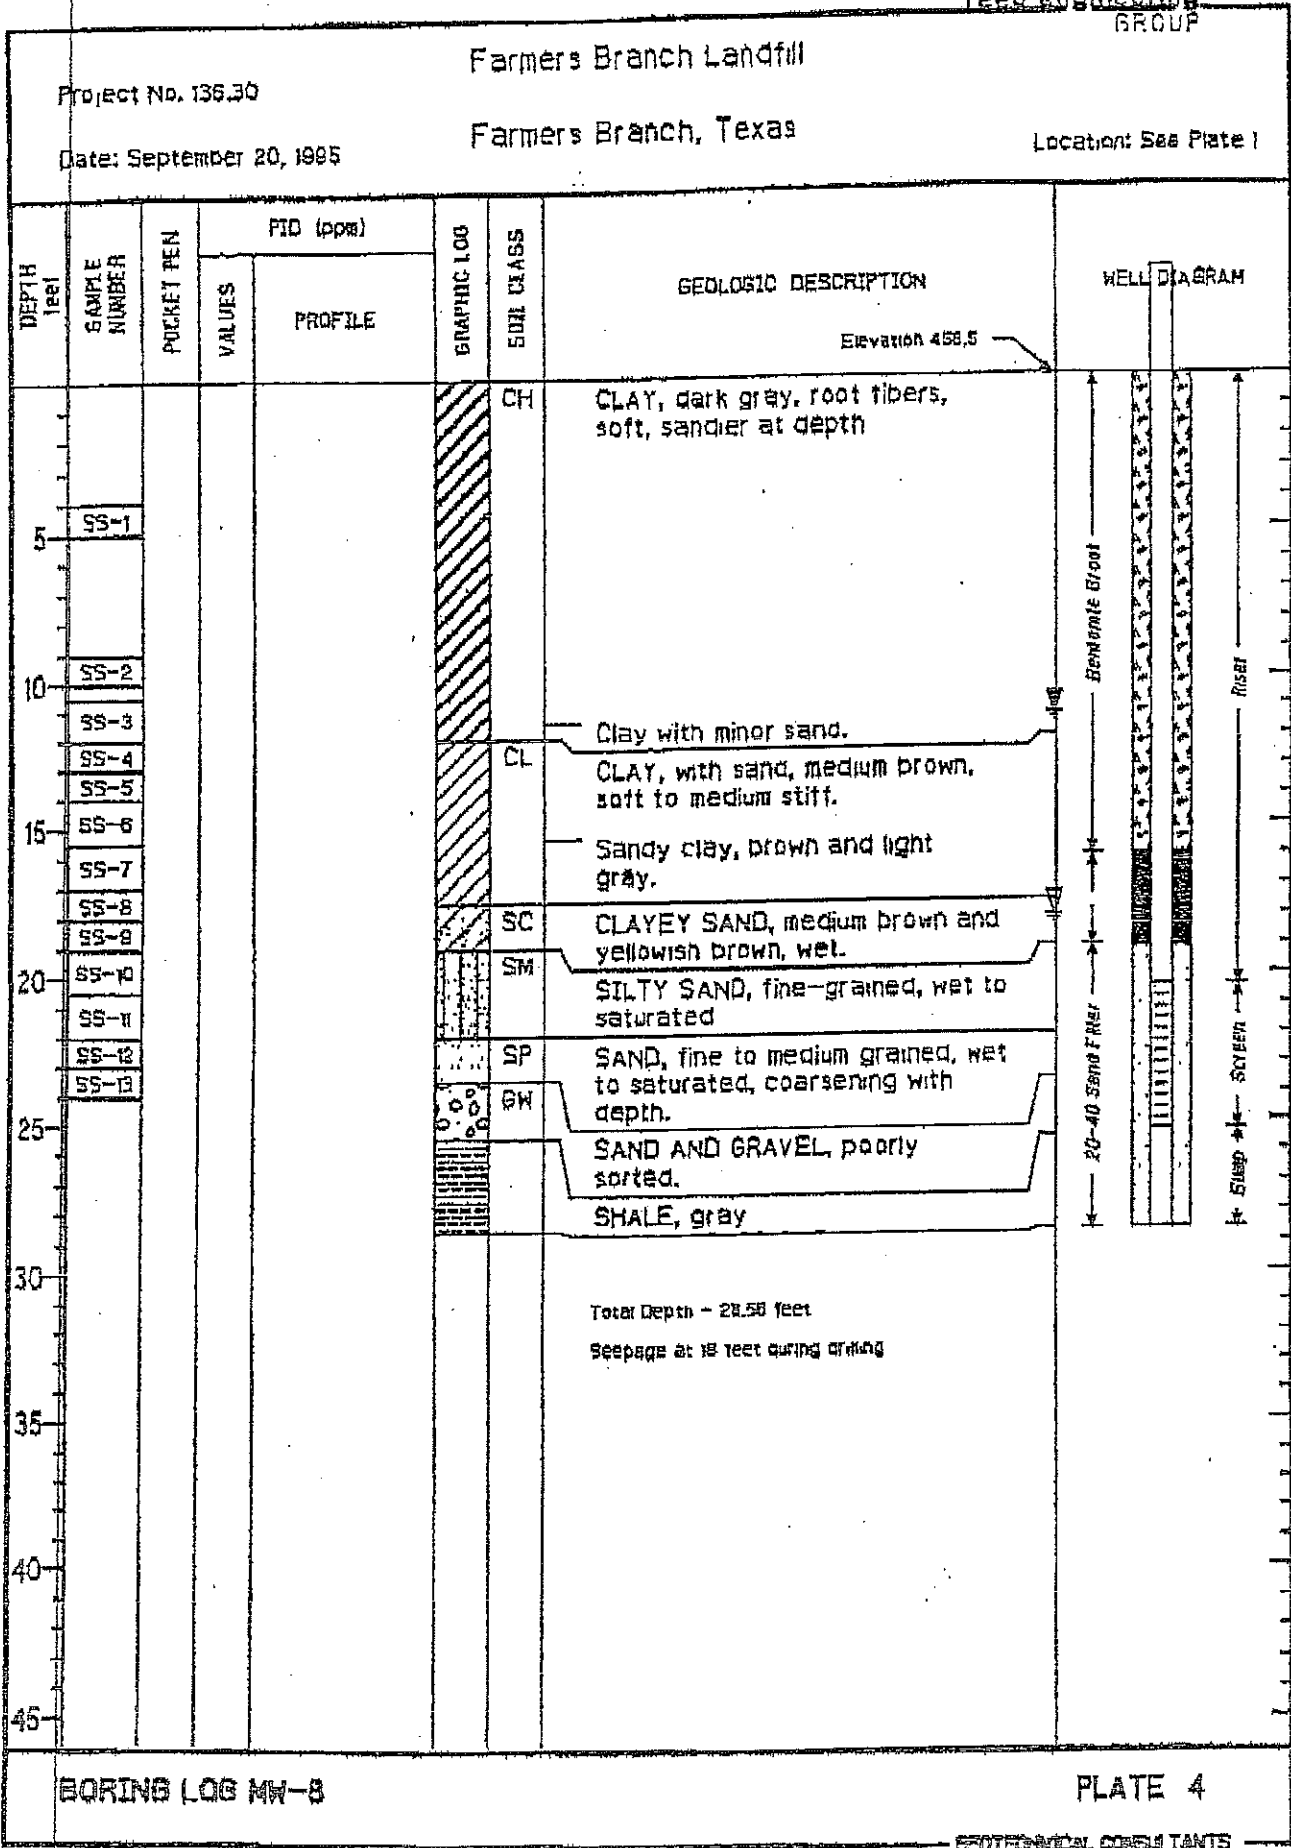 GROUP
Farmers Branch Landfill
Project No. 136.30
Farmers Branch, Texas
Date: September 20, 1995
Location: See Plate 1
DEPTH feet
SAMPLE NUMBER
POCKET PEN
PID (ppm)
VALUES
PROFILE
GRAPHIC LOG
SOIL CLASS
GEOLOGIC DESCRIPTION
WELL DIAGRAM
Elevation 458.5
CH
CLAY, dark gray, root fibers,
soft, sandier at depth
SS-1
5
Bentonite Grout
Riser
SS-2
10
SS-3
Clay with minor sand.
SS-4
CL
CLAY, with sand, medium brown,
soft to medium stiff.
SS-5
SS-6
15
Sandy clay, brown and light
gray.
SS-7
SS-8
SC
CLAYEY SAND, medium brown and
yellowish brown, wet.
SS-9
SM
SS-10
20
SILTY SAND, fine-grained, wet to
saturated
SS-11
20-40 Sand Filter
Screen
SS-12
SP
SAND, fine to medium grained, wet
to saturated, coarsening with
depth.
SS-13
GW
25
SAND AND GRAVEL, poorly
sorted.
Sump
SHALE, gray
30
Total Depth - 28.58 feet
Seepage at 18 feet during drilling
35
40
45
BORING LOG MW-8
PLATE 4
GEOTECHNICAL CONSULTANTS